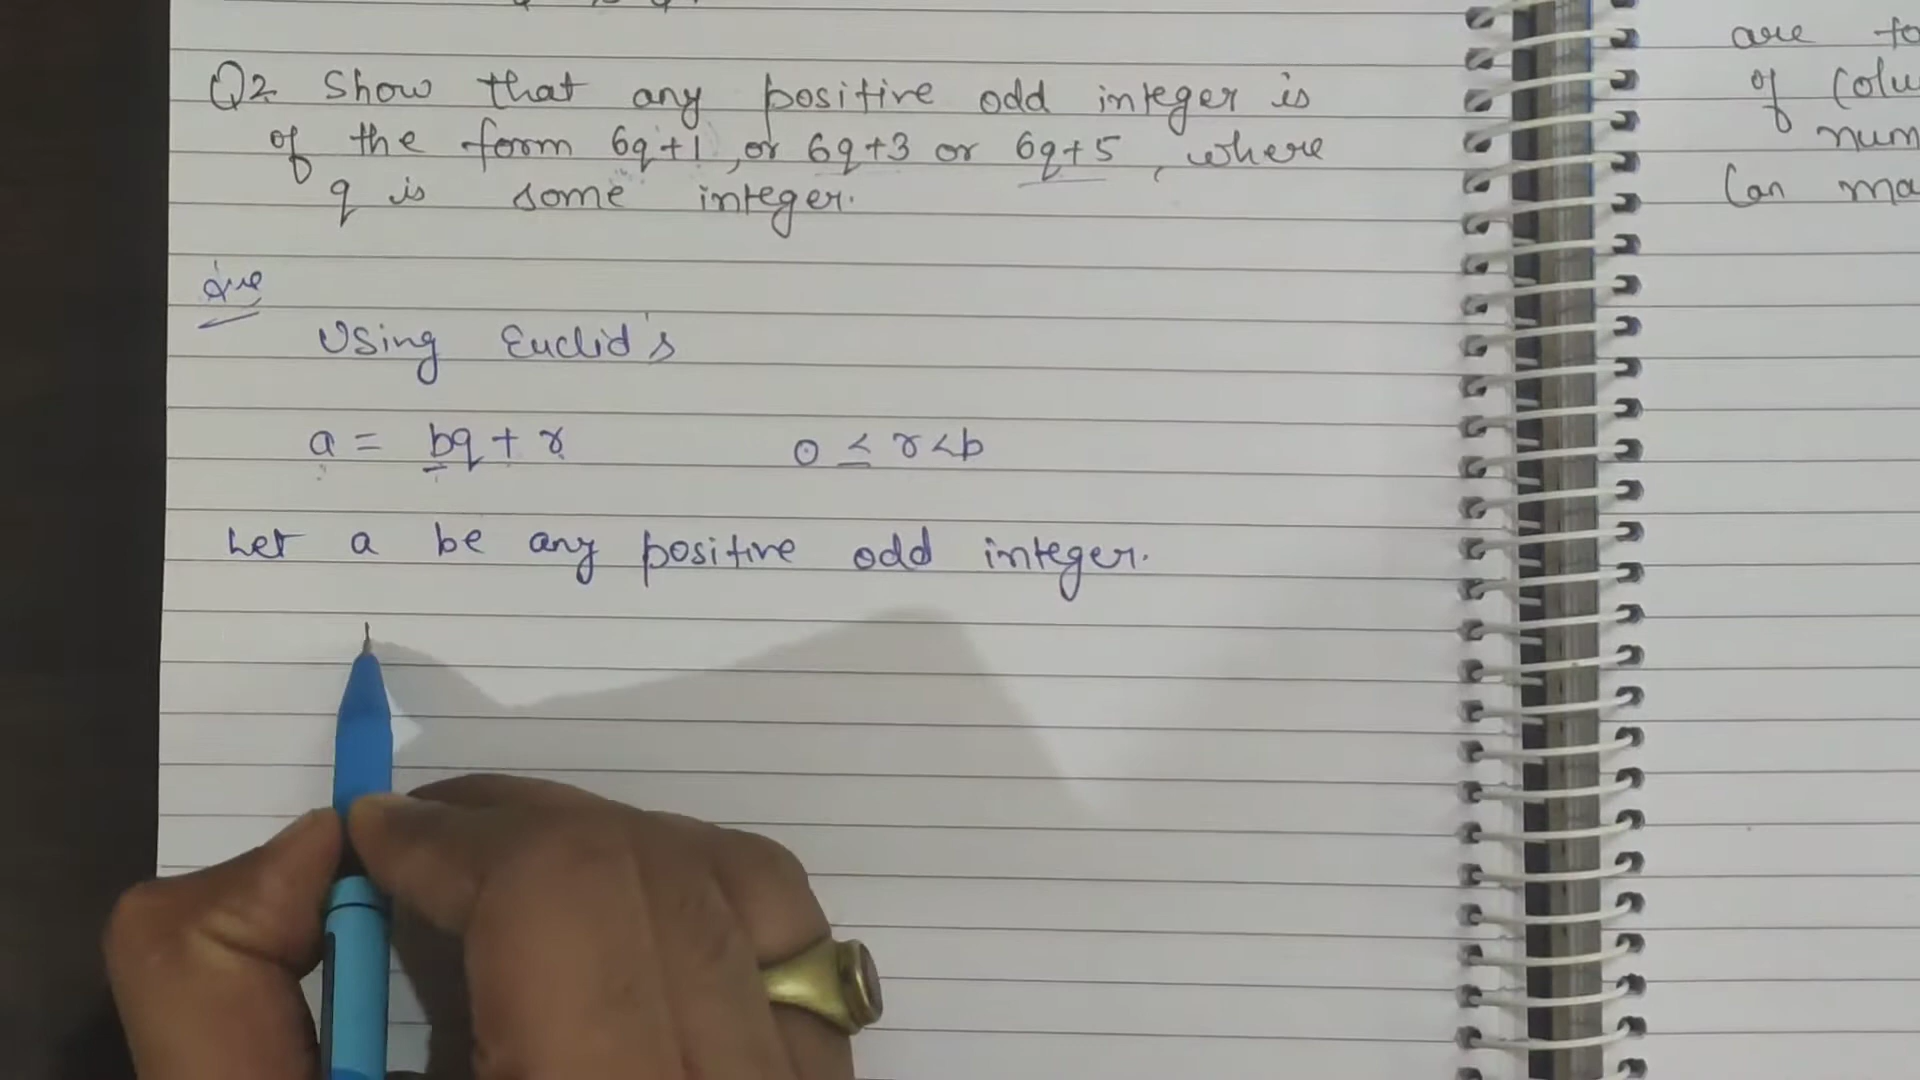 Q2 Show that any positive odd integer is
of the form 6q+1, or 6q+3 or 6q+5, where
q is some integer.
Using Euclid's
a = bq + r 0 ≤ r < b
Let a be any positive odd integer.
are
of
num
Can